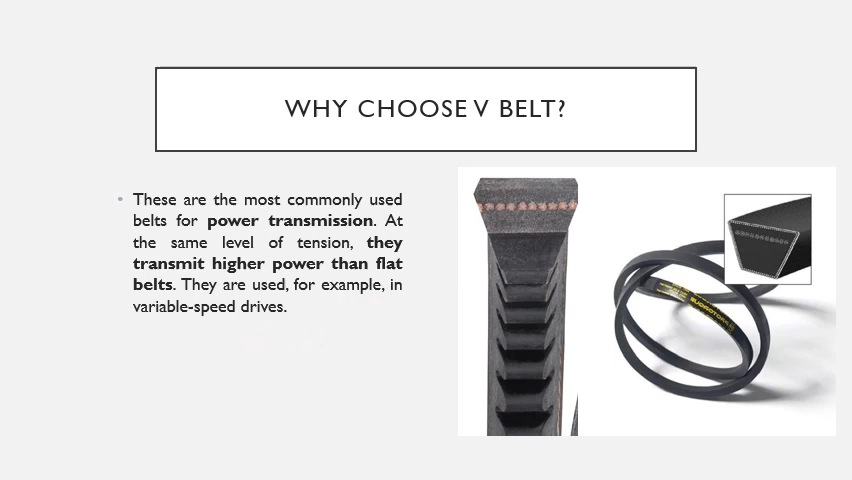 WHY CHOOSE V BELT?
• These are the most commonly used
belts for power transmission. At
the same level of tension, they
transmit higher power than flat
belts. They are used, for example, in
variable-speed drives.